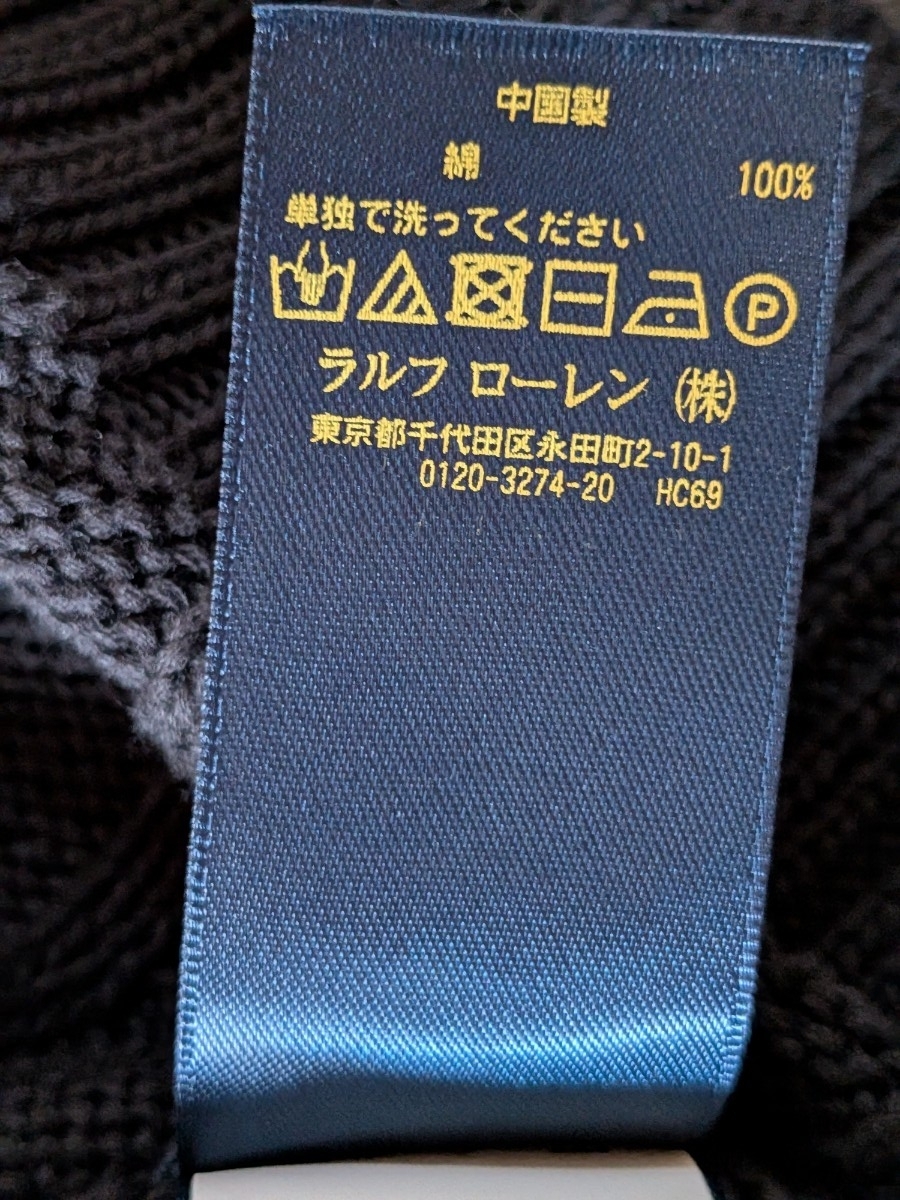 中国製
綿 100%
単独で洗ってください
P
ラルフ ローレン (株)
東京都千代田区永田町2-10-1
0120-3274-20 HC69